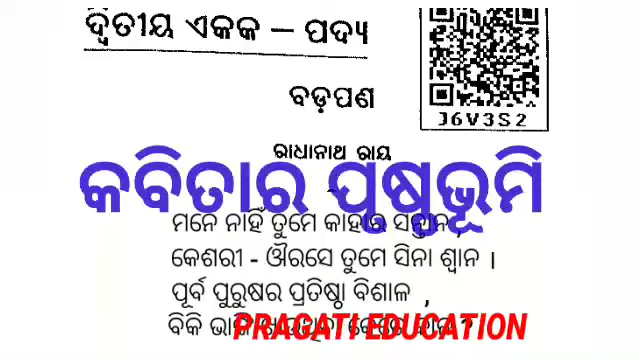 ଦ୍ଵିତୀୟ ଏକକ – ପଦ୍ୟ
ବଡ଼ପଣ
J6V3S2
ରାଧାନାଥ ରାୟ
କବିତାର ପୃଷ୍ଠଭୂମି
ମନେ ନାହିଁ ତୁମେ କାହାର ସନ୍ତାନ ,
କେଶରୀ - ଔରସେ ତୁମେ ସିନା ଶ୍ଵାନ ।
ପୂର୍ବ ପୁରୁଷର ପ୍ରତିଷ୍ଠା ବିଶାଳ ,
ବିକି ଭାଙ୍ଗି
PRAGATI EDUCATION